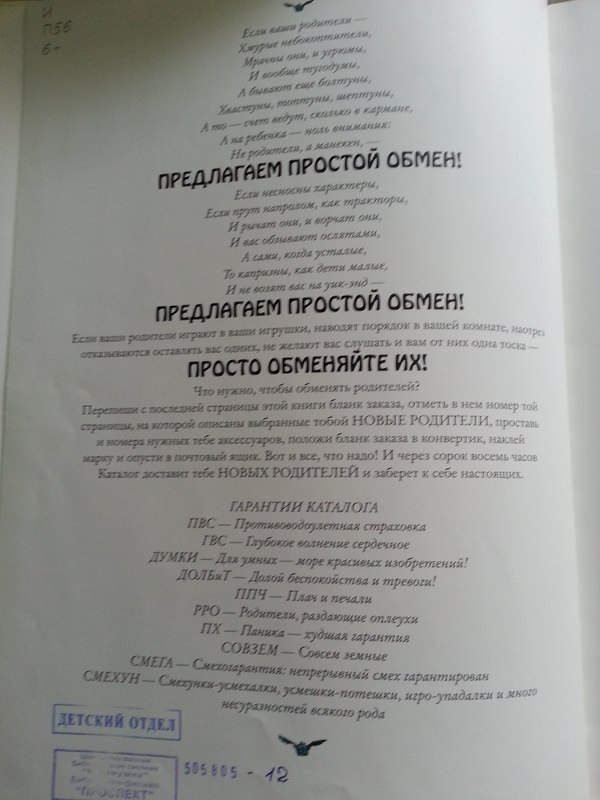 И
П56
6-
Если ваши родители —
Хмурые небокоптители,
Мрачны они, и угрюмы,
И вообще тугодумы,
А бывают еще болтуны,
Хвастуны, топтуны, шептуны,
А то — счет ведут, сколько в кармане,
А на ребенка — ноль внимания:
Не родители, а манекен, —
ПРЕДЛАГАЕМ ПРОСТОЙ ОБМЕН!
Если несносны характеры,
Если прут напролом, как тракторы,
И рычат они, и ворчат они,
И вас обзывают ослятами,
А сами, когда усталые,
То капризны, как дети малые,
И не возят вас на уик-энд —
ПРЕДЛАГАЕМ ПРОСТОЙ ОБМЕН!
Если ваши родители играют в ваши игрушки, наводят порядок в вашей комнате, наотрез
отказываются оставлять вас одних, не желают вас слушать и вам от них одна тоска —
ПРОСТО ОБМЕНЯЙТЕ ИХ!
Что нужно, чтобы обменять родителей?
Перепиши с последней страницы этой книги бланк заказа, отметь в нем номер той
страницы, на которой описаны выбранные тобой НОВЫЕ РОДИТЕЛИ, проставь
и номера нужных тебе аксессуаров, положи бланк заказа в конвертик, наклей
марку и опусти в почтовый ящик. Вот и все, что надо! И через сорок восемь часов
Каталог доставит тебе НОВЫХ РОДИТЕЛЕЙ и заберет к себе настоящих.
ГАРАНТИИ КАТАЛОГА
ПВС — Противоводоулетная страховка
ГВС — Глубокое волнение сердечное
ДУМКИ — Для умных — море красивых изобретений!
ДОЛБиТ — Долой беспокойства и тревоги!
ППЧ — Плач и печали
РРО — Родители, раздающие оплеухи
ПХ — Паника — худшая гарантия
СОВЗЕМ — Совсем земные
СМЕГА — Смехогарантия: непрерывный смех гарантирован
СМЕХУН — Смехунки-усмехалки, усмешки-потешки, игро-упадалки и много
несуразностей всякого рода
ДЕТСКИЙ ОТДЕЛ
"ПРОСПЕКТ"
505805 - 12